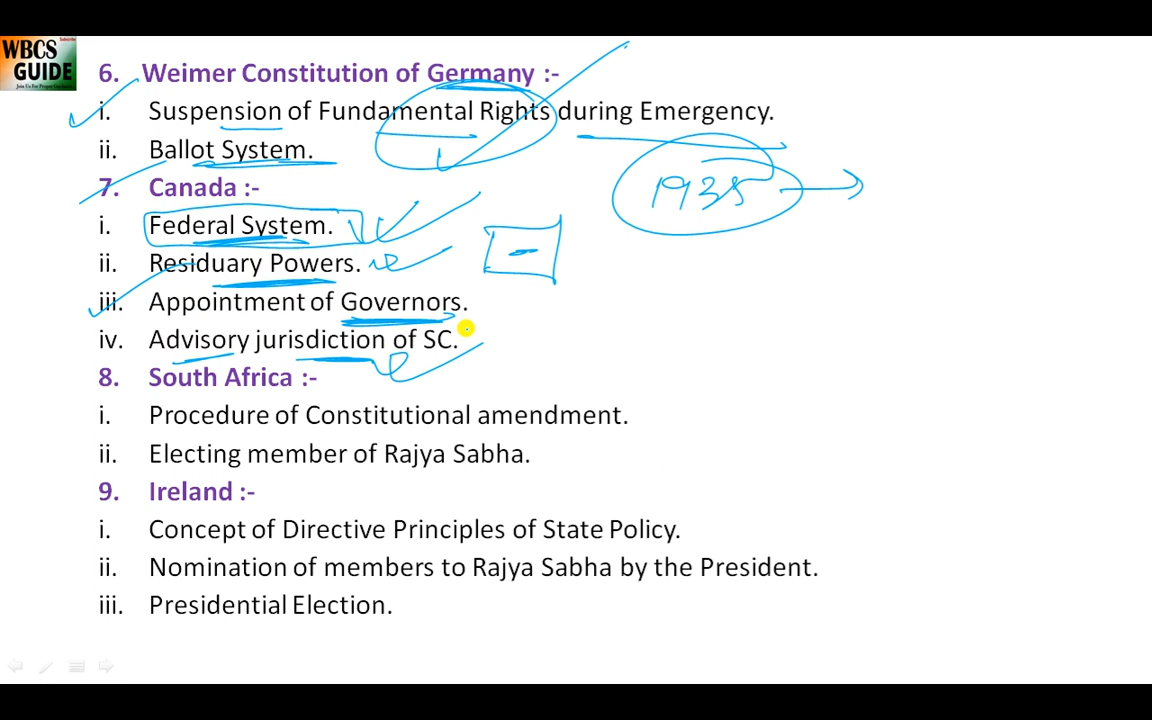 WBCS
GUIDE
6. Weimer Constitution of Germany :-
i. Suspension of Fundamental Rights during Emergency.
ii. Ballot System.
7. Canada :-
1935
i. Federal System.
ii. Residuary Powers.
iii. Appointment of Governors.
iv. Advisory jurisdiction of SC.
8. South Africa :-
i. Procedure of Constitutional amendment.
ii. Electing member of Rajya Sabha.
9. Ireland :-
i. Concept of Directive Principles of State Policy.
ii. Nomination of members to Rajya Sabha by the President.
iii. Presidential Election.